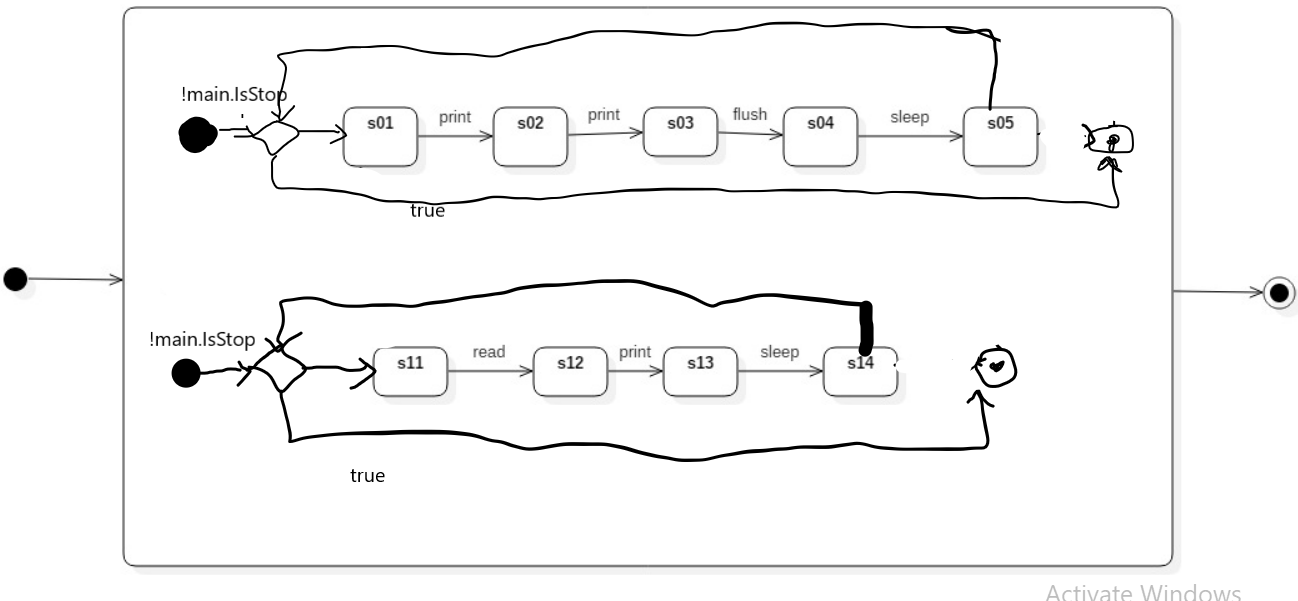 !main.IsStop
s01
print
s02
print
s03
flush
s04
sleep
s05
true
!main.IsStop
s11
read
s12
print
s13
sleep
s14
true
Activate Windows